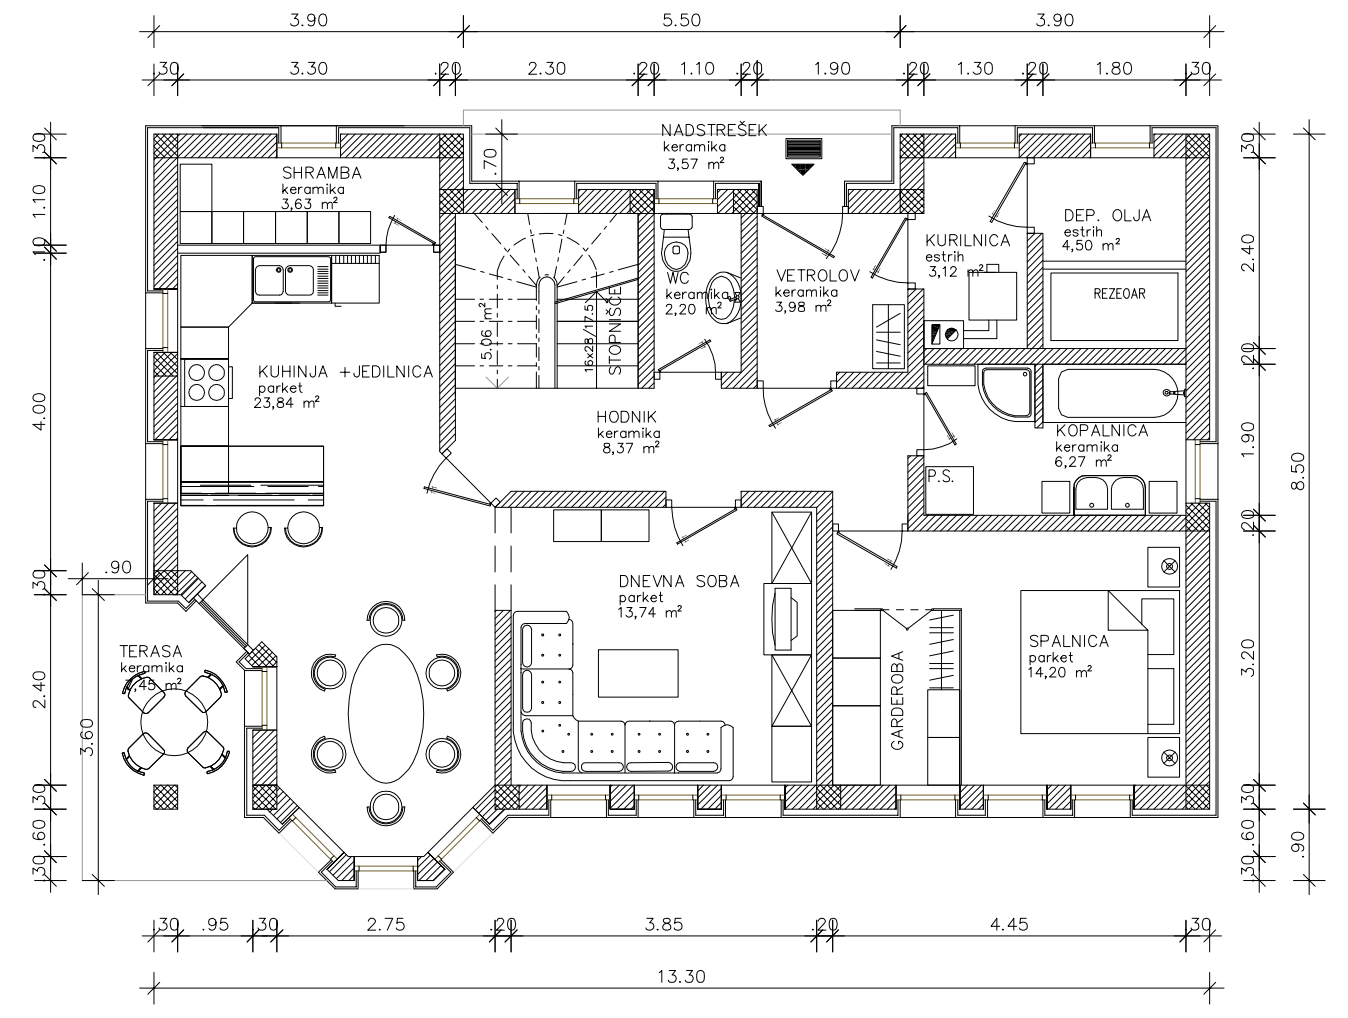 3.90 5.50 3.90
.30 3.30 .20 2.30 .20 1.10 .20 1.90 .20 1.30 .20 1.80 .30
NADSTREŠEK
keramika
3,57 m²
.70
SHRAMBA
keramika
3,63 m²
DEP. OLJA
estrih
4,50 m²
KURILNICA
estrih
3,12 m²
WC
keramika
2,20 m²
VETROLOV
keramika
3,98 m²
REZEOAR
5,06 m²
16x28/17.5
STOPNIŠČE
KUHINJA +JEDILNICA
parket
23,84 m²
HODNIK
keramika
8,37 m²
KOPALNICA
keramika
6,27 m²
P.S.
DNEVNA SOBA
parket
13,74 m²
SPALNICA
parket
14,20 m²
GARDEROBA
TERASA
keramika
.30
1.10
.10
4.00
.30
2.40
.30
.60
.30
.90
3.60
.30
2.40
.20
1.90
.20
3.20
.30
.60
.30
8.50
.90
.30 .95 .30 2.75 .20 3.85 .20 4.45 .30
13.30